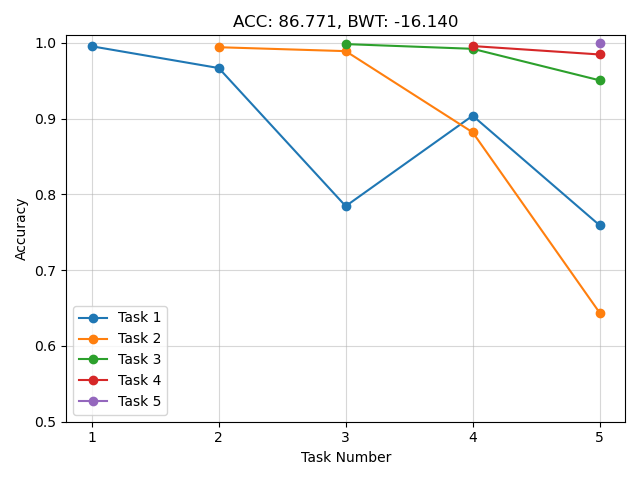 ACC: 86.771, BWT: -16.140
1.0
0.9
0.8
0.7
0.6
0.5
Accuracy
Task 1
Task 2
Task 3
Task 4
Task 5
1 2 3 4 5
Task Number